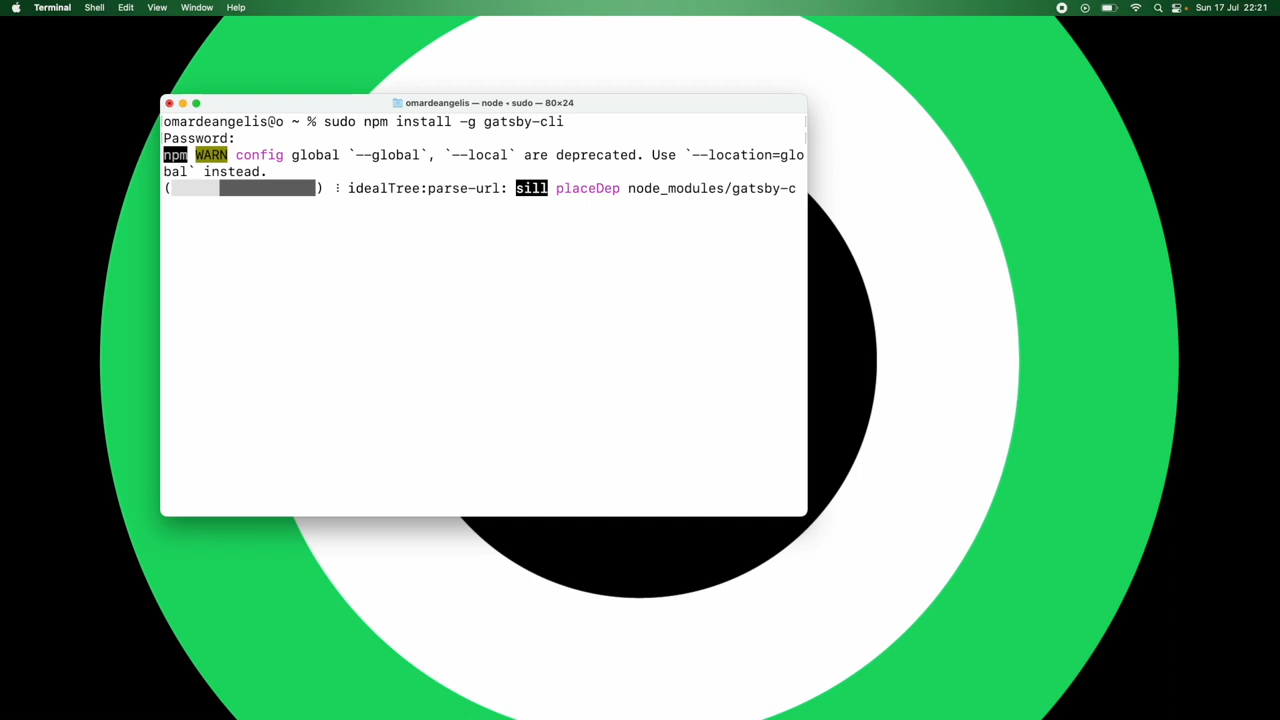 Terminal Shell Edit View Window Help Sun 17 Jul 22:21
omardeangelis — node ◂ sudo — 80×24
omardeangelis@o ~ % sudo npm install -g gatsby-cli
Password:
npm WARN config global `--global`, `--local` are deprecated. Use `--location=glo
bal` instead.
( ) ⸬ idealTree:parse-url: sill placeDep node_modules/gatsby-c